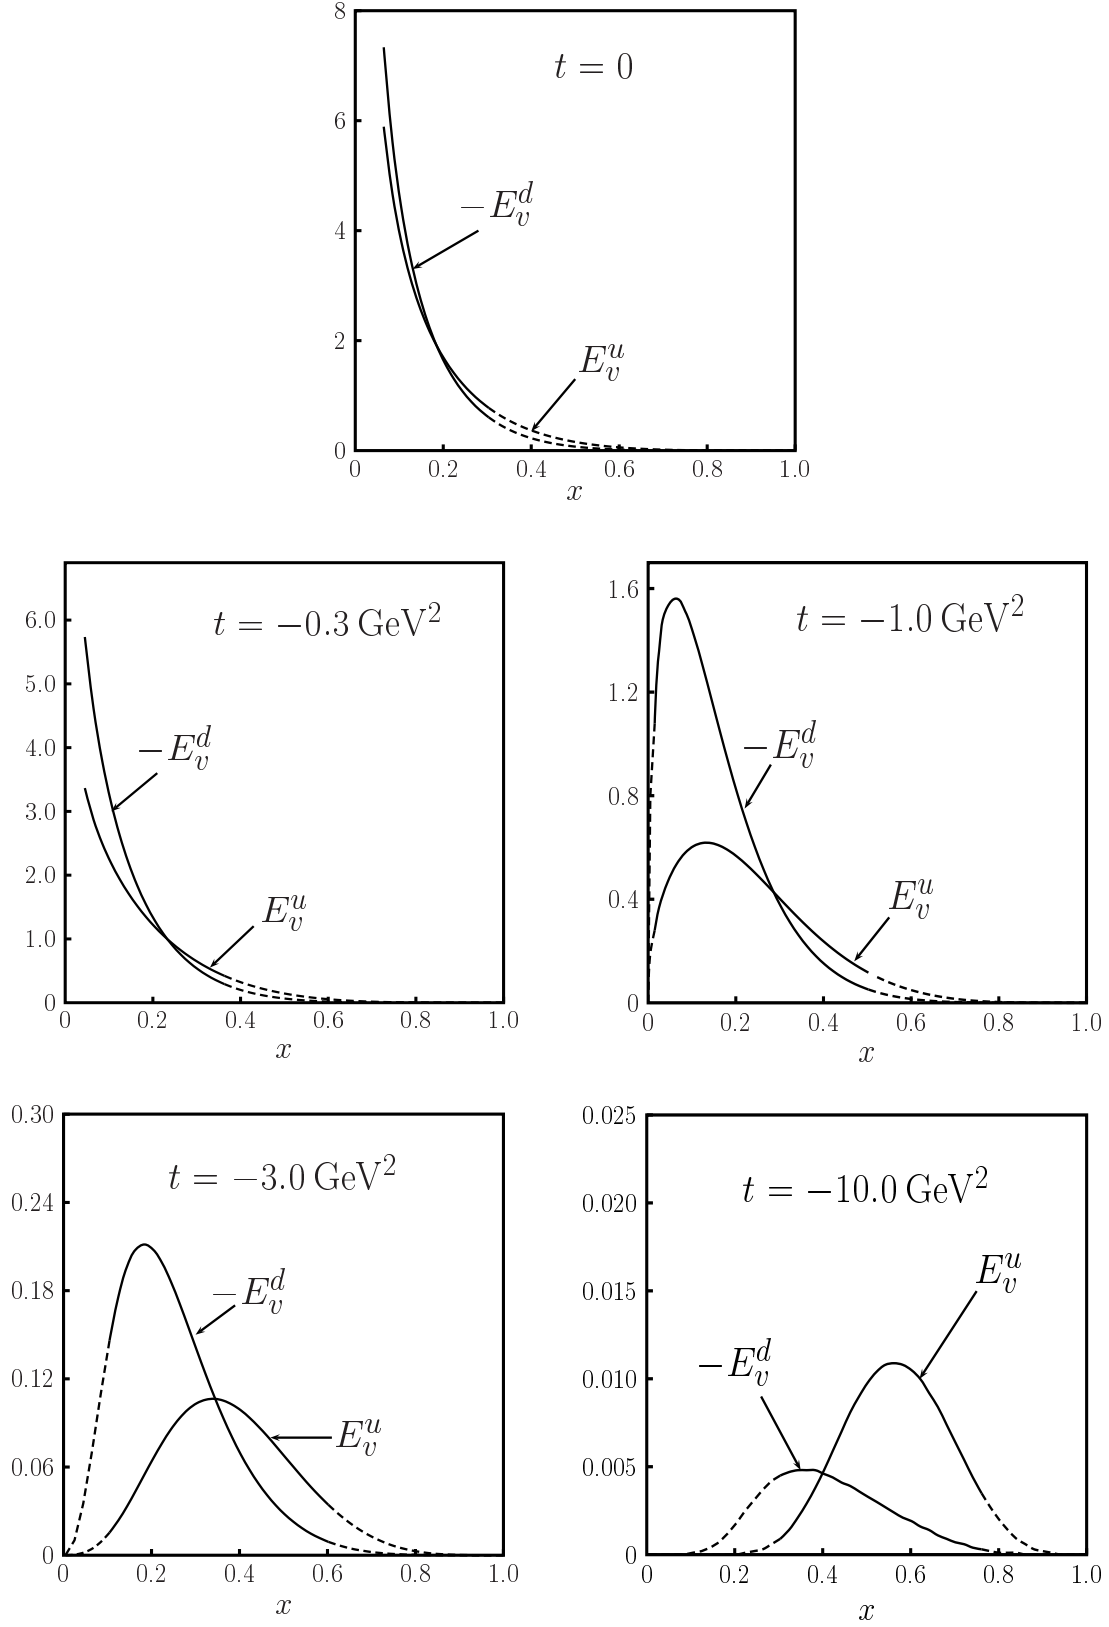 8
t = 0
6
−E_v^d
4
E_v^u
2
0
0 0.2 0.4 0.6 0.8 1.0
x
t = −0.3 GeV²
6.0
5.0
−E_v^d
4.0
3.0
2.0
E_v^u
1.0
0
0 0.2 0.4 0.6 0.8 1.0
x
1.6
t = −1.0 GeV²
1.2
−E_v^d
0.8
E_v^u
0.4
0
0 0.2 0.4 0.6 0.8 1.0
x
0.30
t = −3.0 GeV²
0.24
0.18
−E_v^d
0.12
E_v^u
0.06
0
0 0.2 0.4 0.6 0.8 1.0
x
0.025
t = −10.0 GeV²
0.020
E_v^u
0.015
−E_v^d
0.010
0.005
0
0 0.2 0.4 0.6 0.8 1.0
x